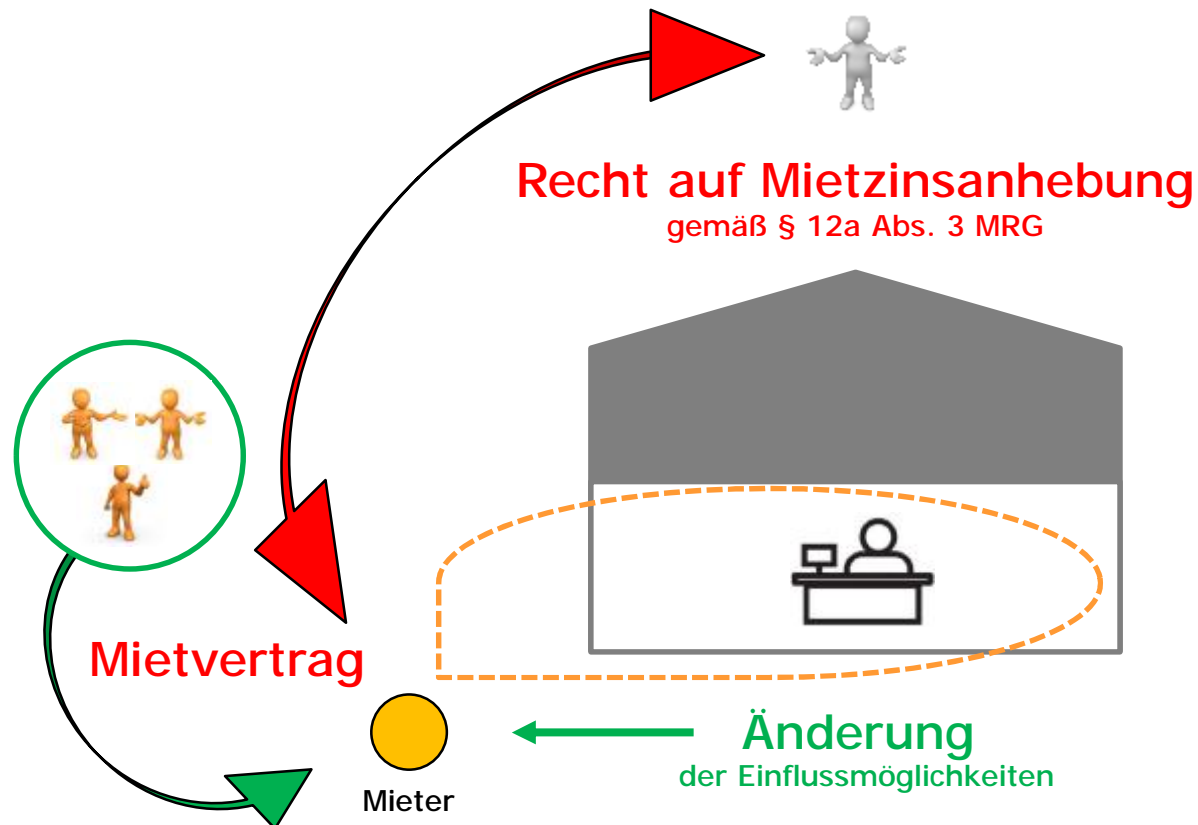 Recht auf Mietzinsanhebung
gemäß § 12a Abs. 3 MRG
Mietvertrag
Änderung
der Einflussmöglichkeiten
Mieter